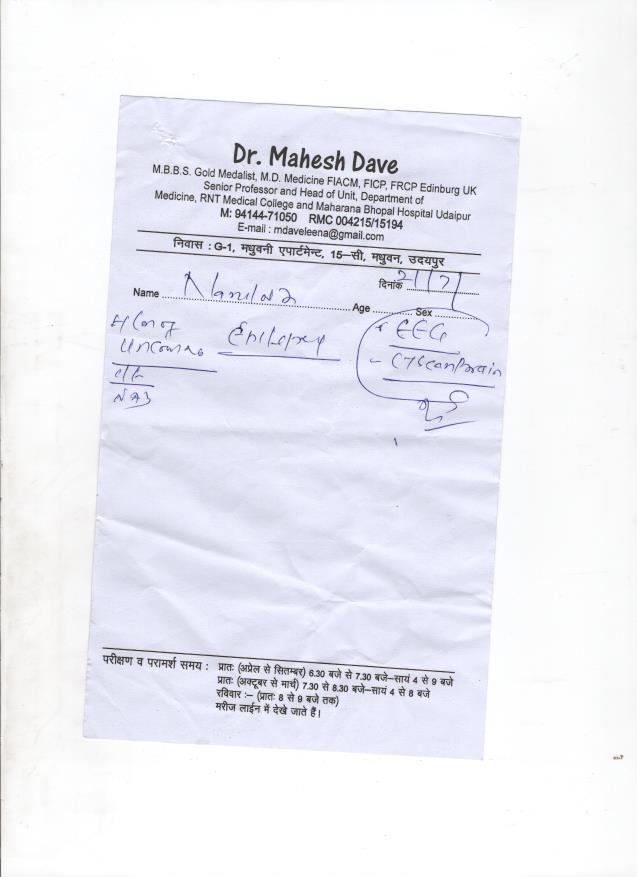 Dr. Mahesh Dave
M.B.B.S. Gold Medalist, M.D. Medicine FIACM, FICP, FRCP Edinburg UK
Senior Professor and Head of Unit, Department of
Medicine, RNT Medical College and Maharana Bhopal Hospital Udaipur
M: 94144-71050 RMC 004215/15194
E-mail : mdaveleena@gmail.com
निवास : G-1, मधुवनी एपार्टमेन्ट, 15–सी, मधुवन, उदयपुर
दिनांक
Name Age Sex
EEG
Epilepsy
CT Scan Brain
परीक्षण व परामर्श समय : प्रातः (अप्रेल से सितम्बर) 6.30 बजे से 7.30 बजे–सायं 4 से 9 बजे
प्रातः (अक्टूबर से मार्च) 7.30 से 8.30 बजे–सायं 4 से 8 बजे
रविवार :– (प्रातः 8 से 9 बजे तक)
मरीज लाईन में देखे जाते हैं।